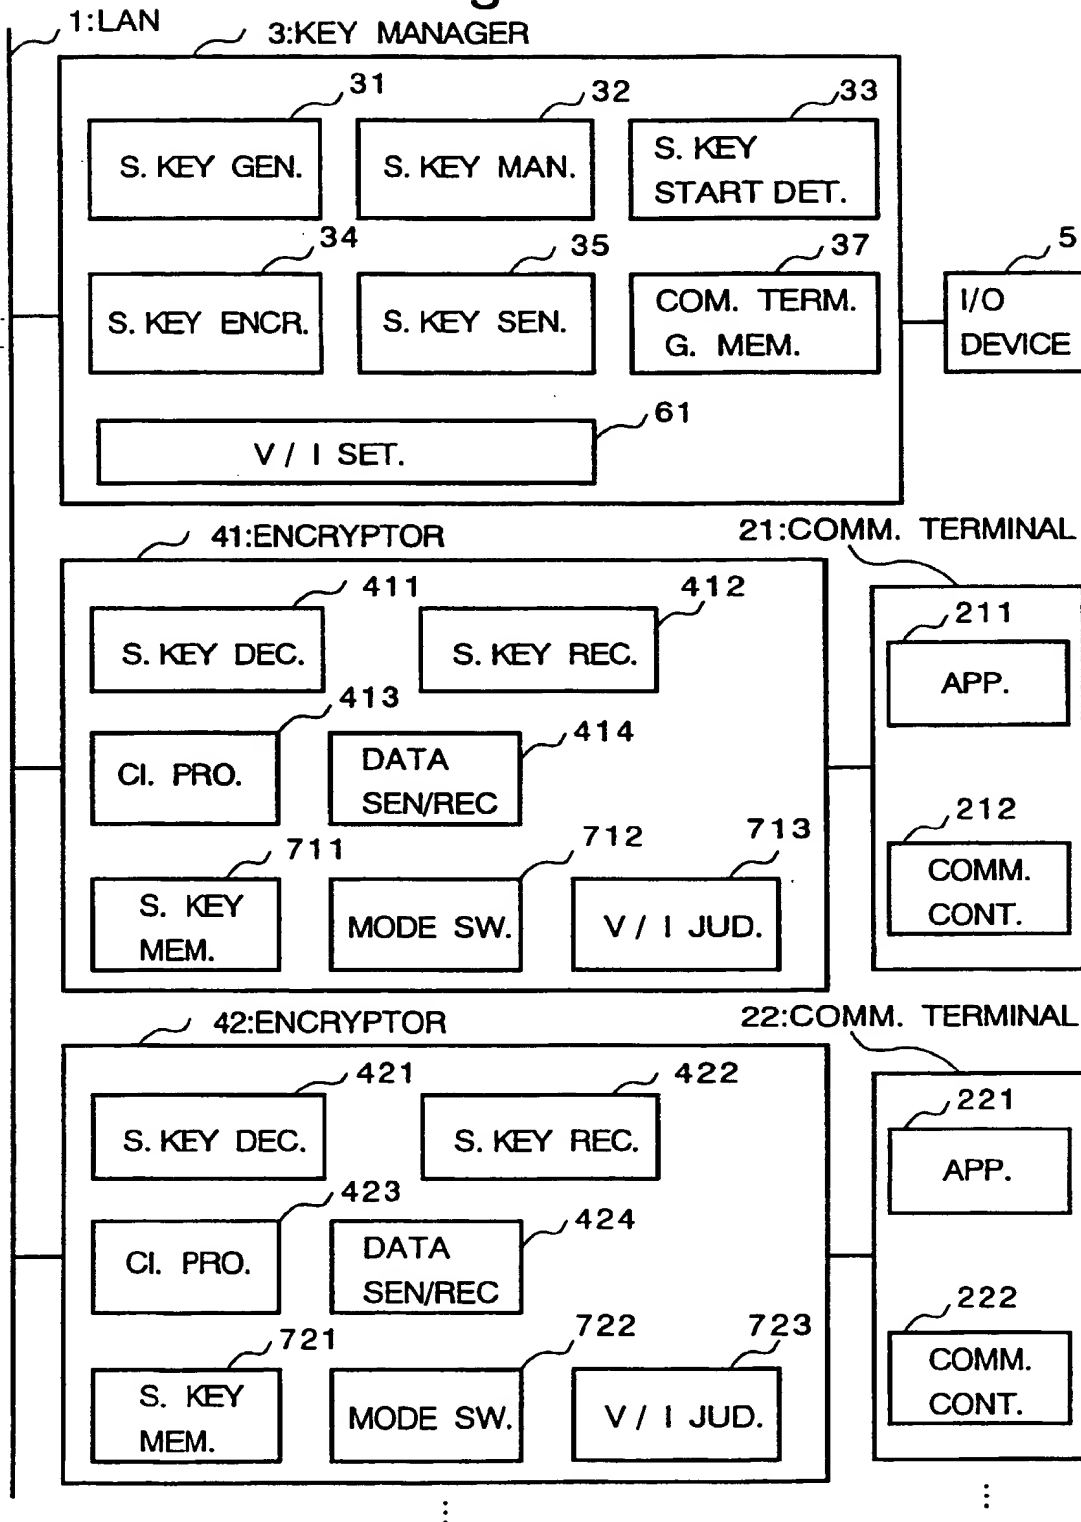 g
1:LAN
3:KEY MANAGER
31
32
33
S. KEY GEN.
S. KEY MAN.
S. KEY
START DET.
34
35
37
5
S. KEY ENCR.
S. KEY SEN.
COM. TERM.
G. MEM.
I/O
DEVICE
61
V / I SET.
41:ENCRYPTOR
21:COMM. TERMINAL
411
412
211
S. KEY DEC.
S. KEY REC.
APP.
413
414
CI. PRO.
DATA
SEN/REC
711
712
713
212
S. KEY
MEM.
MODE SW.
V / I JUD.
COMM.
CONT.
42:ENCRYPTOR
22:COMM. TERMINAL
421
422
221
S. KEY DEC.
S. KEY REC.
APP.
423
424
CI. PRO.
DATA
SEN/REC
721
722
723
222
S. KEY
MEM.
MODE SW.
V / I JUD.
COMM.
CONT.